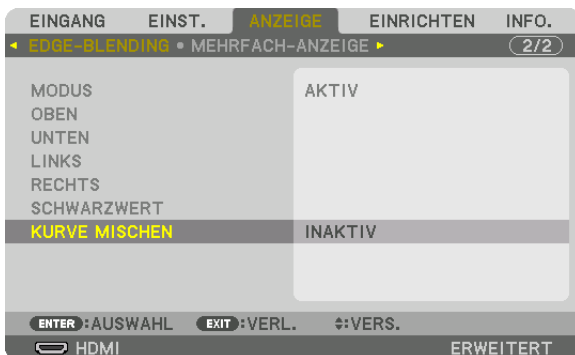 EINGANG EINST. ANZEIGE EINRICHTEN INFO.
EDGE-BLENDING • MEHRFACH-ANZEIGE 2/2
MODUS AKTIV
OBEN
UNTEN
LINKS
RECHTS
SCHWARZWERT
KURVE MISCHEN INAKTIV
ENTER :AUSWAHL EXIT :VERL. :VERS.
HDMI ERWEITERT